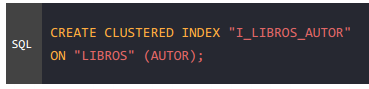 SQL
CREATE CLUSTERED INDEX "I_LIBROS_AUTOR"
ON "LIBROS" (AUTOR);